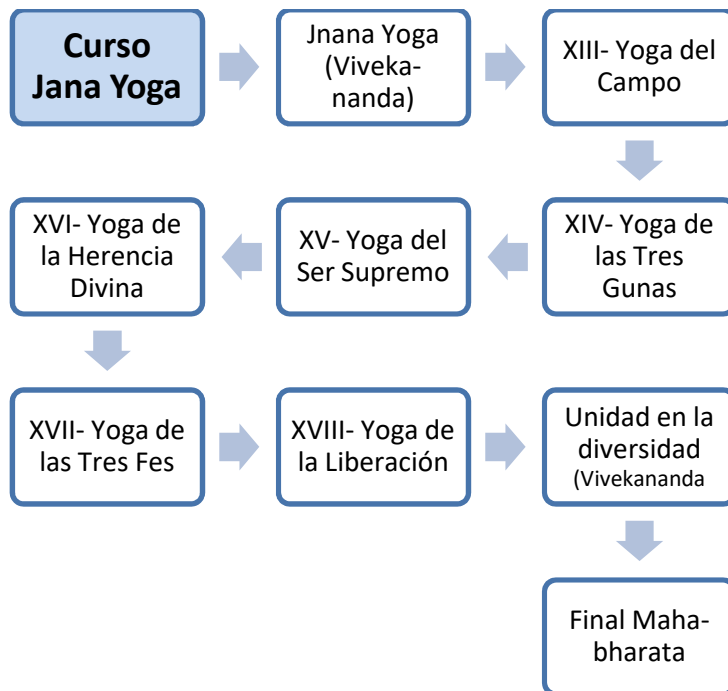 Curso
Jana Yoga
Jnana Yoga
(Viveka-
nanda)
XIII- Yoga del
Campo
XIV- Yoga de
las Tres
Gunas
XV- Yoga del
Ser Supremo
XVI- Yoga de
la Herencia
Divina
XVII- Yoga de
las Tres Fes
XVIII- Yoga de
la Liberación
Unidad en la
diversidad
(Vivekananda
Final Maha-
bharata